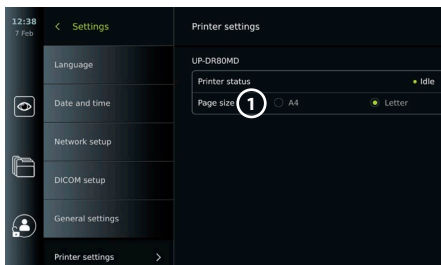 12:38
7 Feb
Settings
Printer settings
Language
UP-DR80MD
Printer status
Idle
Date and time
Page size
1
A4
Letter
Network setup
DICOM setup
General settings
Printer settings